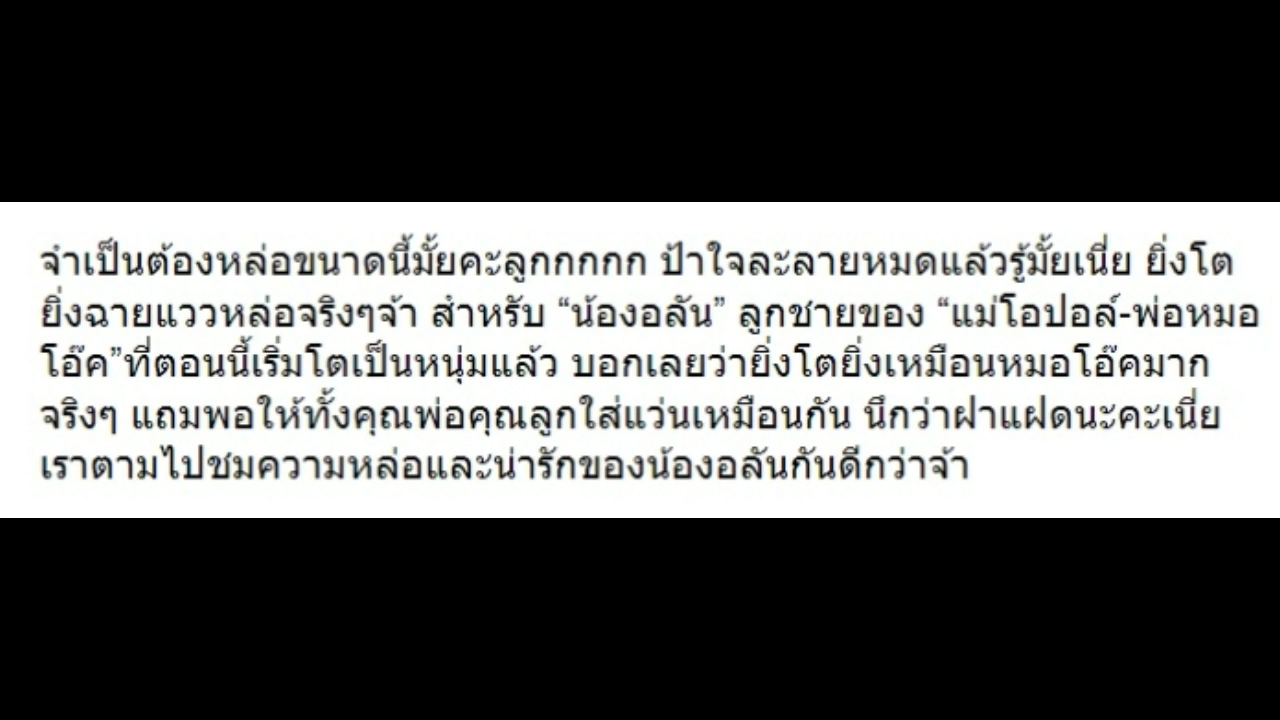 จำเป็นต้องหล่อขนาดนี้มั้ยคะลูกกกกก ป้าใจละลายหมดแล้วรู้มั้ยเนี่ย ยิ่งโต
ยิ่งฉายแววหล่อจริงๆจ้า สำหรับ “น้องอลัน” ลูกชายของ “แม่โอปอล์-พ่อหมอ
โอ๊ค”ที่ตอนนี้เริ่มโตเป็นหนุ่มแล้ว บอกเลยว่ายิ่งโตยิ่งเหมือนหมอโอ๊คมาก
จริงๆ แถมพอให้ทั้งคุณพ่อคุณลูกใส่แว่นเหมือนกัน นึกว่าฝาแฝดนะคะเนี่ย
เราตามไปชมความหล่อและน่ารักของน้องอลันกันดีกว่าจ้า